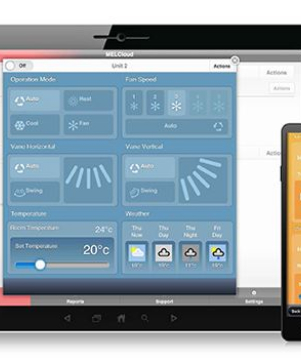 MELCloud
Off
Unit 2
Actions
Actions
Actions
Operation Mode
Fan Speed
Auto
Heat
1
2
3
4
5
Cool
Fan
Auto
Vane Horizontal
Vane Vertical
Auto
Auto
Swing
Swing
Temperature
Weather
Room Temperature
24°c
Set Temperature
20°c
Thu
Now
Thu
Day
Thu
Night
Fri
Day
Reports
Support
Settings